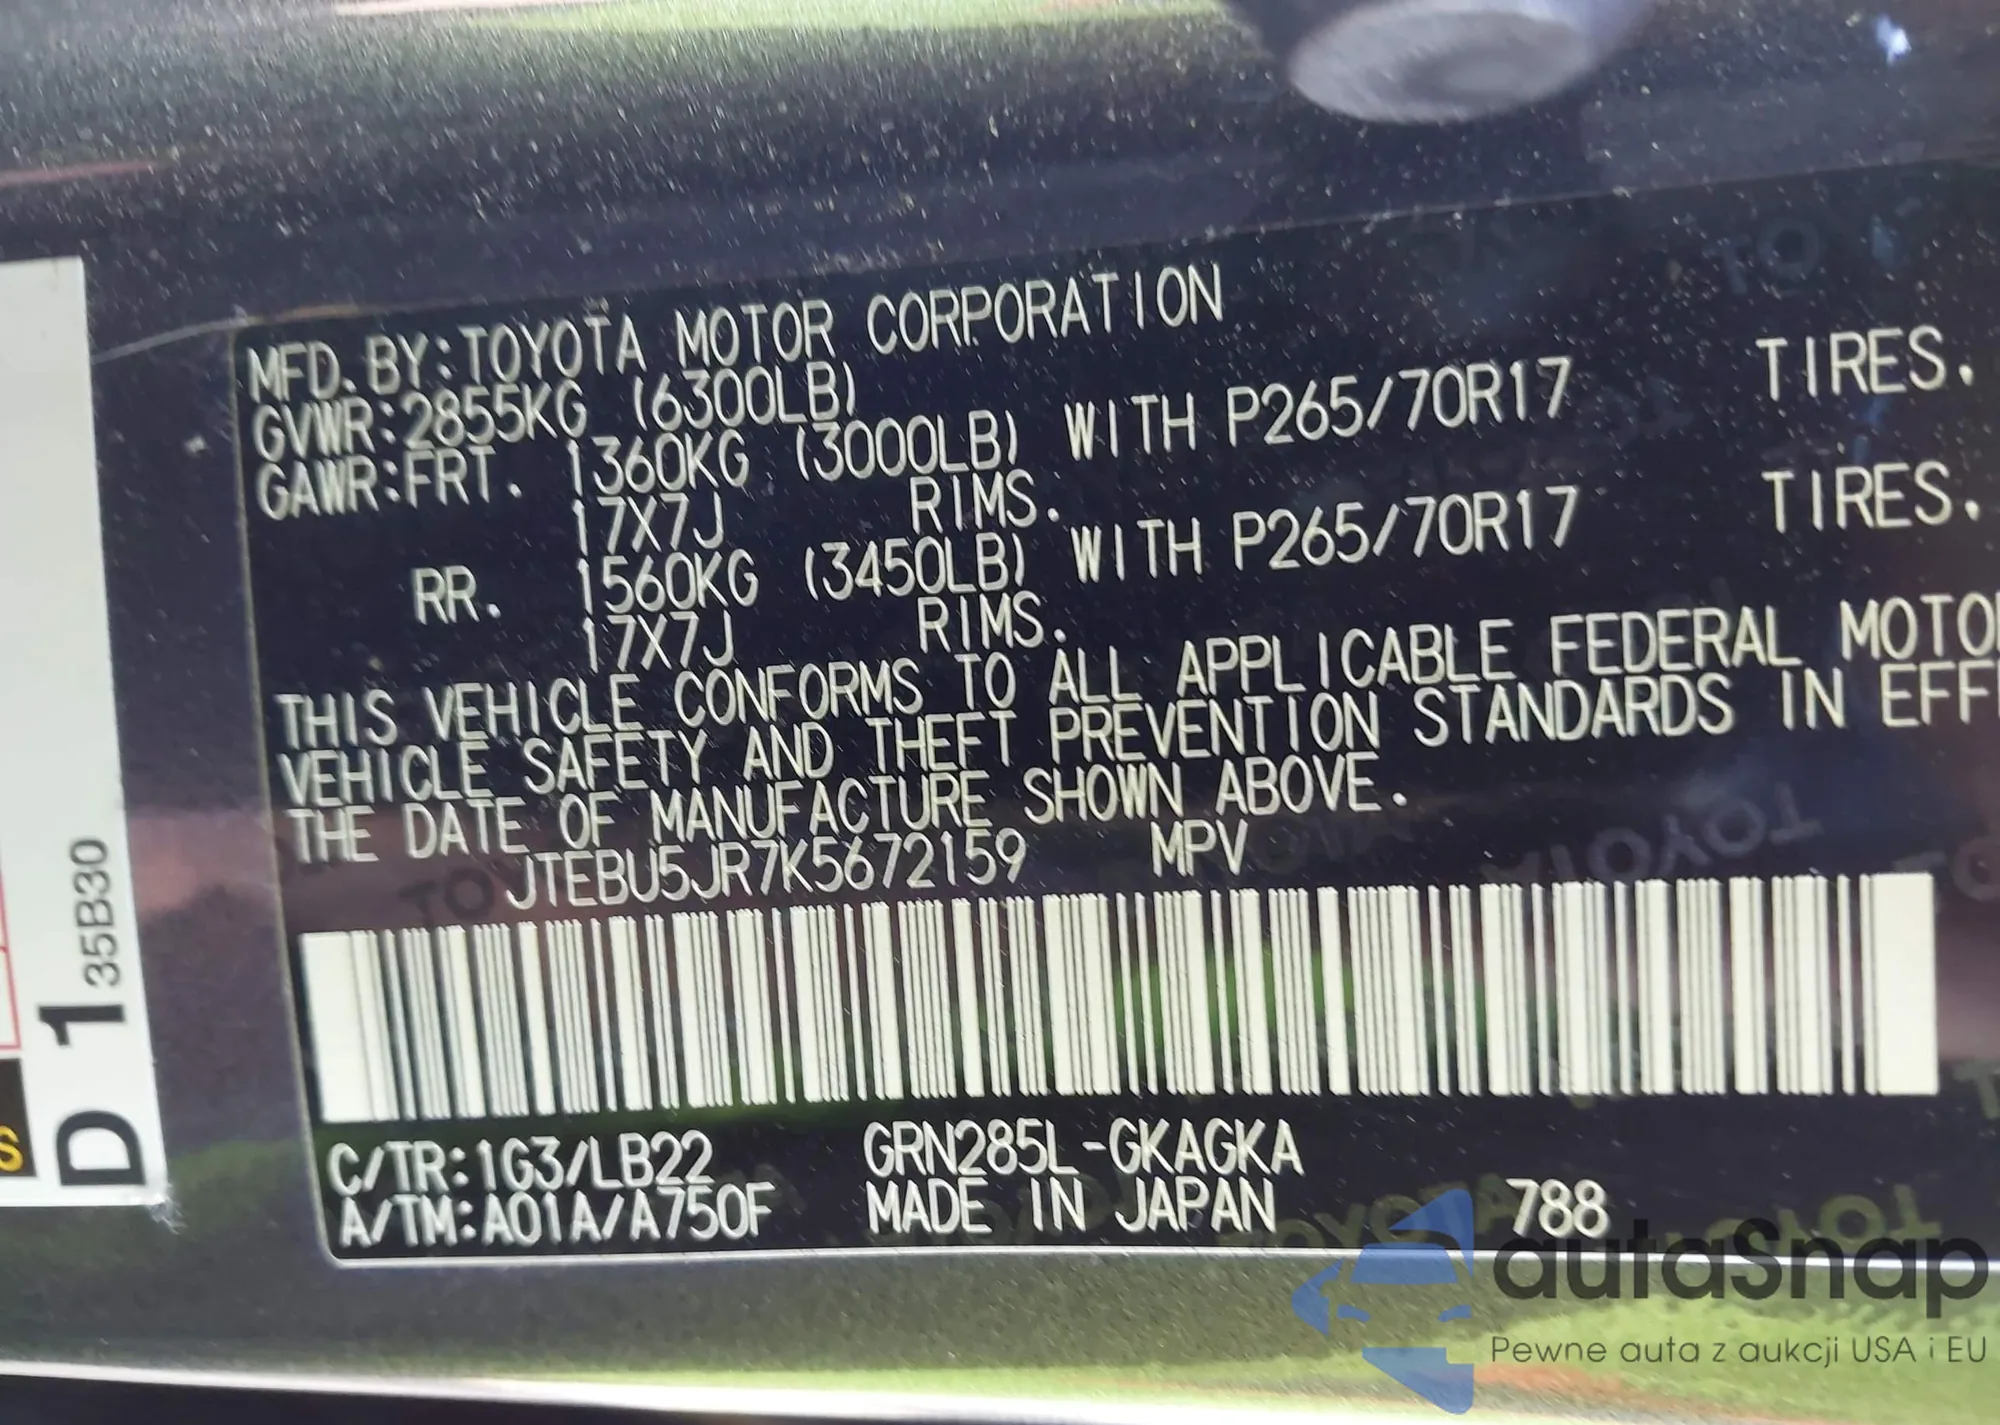 MFD. BY: TOYOTA MOTOR CORPORATION
GVWR: 2855KG (6300LB)
GAWR: FRT. 1360KG (3000LB) WITH P265/70R17 TIRES.
17X7J RIMS.
RR. 1560KG (3450LB) WITH P265/70R17 TIRES.
17X7J RIMS.
THIS VEHICLE CONFORMS TO ALL APPLICABLE FEDERAL MOTO
VEHICLE SAFETY AND THEFT PREVENTION STANDARDS IN EFF
THE DATE OF MANUFACTURE SHOWN ABOVE.
JTEBU5JR7K5672159 MPV
C/TR: 1G3/LB22 GRN285L-GKAGKA
A/TM: A01A/A750F MADE IN JAPAN 788
D 1 35B30
S
autaSnap
Pewne auta z aukcji USA i EU